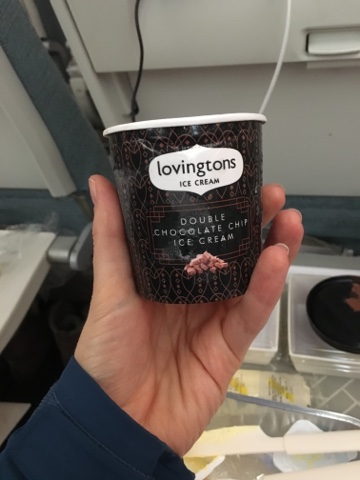 lovingtons
ICE CREAM
DOUBLE
CHOCOLATE CHIP
ICE CREAM